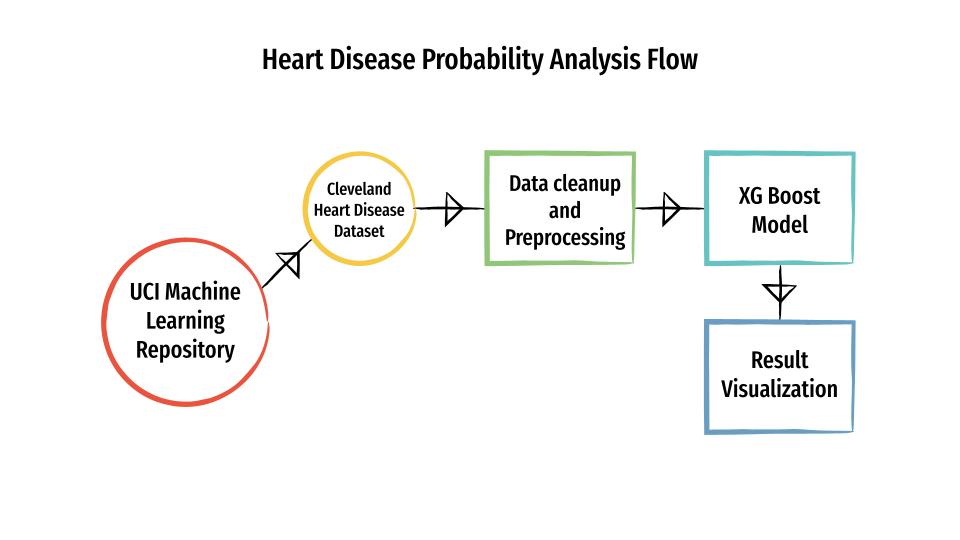 Heart Disease Probability Analysis Flow
UCI Machine
Learning
Repository
Cleveland
Heart Disease
Dataset
Data cleanup
and
Preprocessing
XG Boost
Model
Result
Visualization